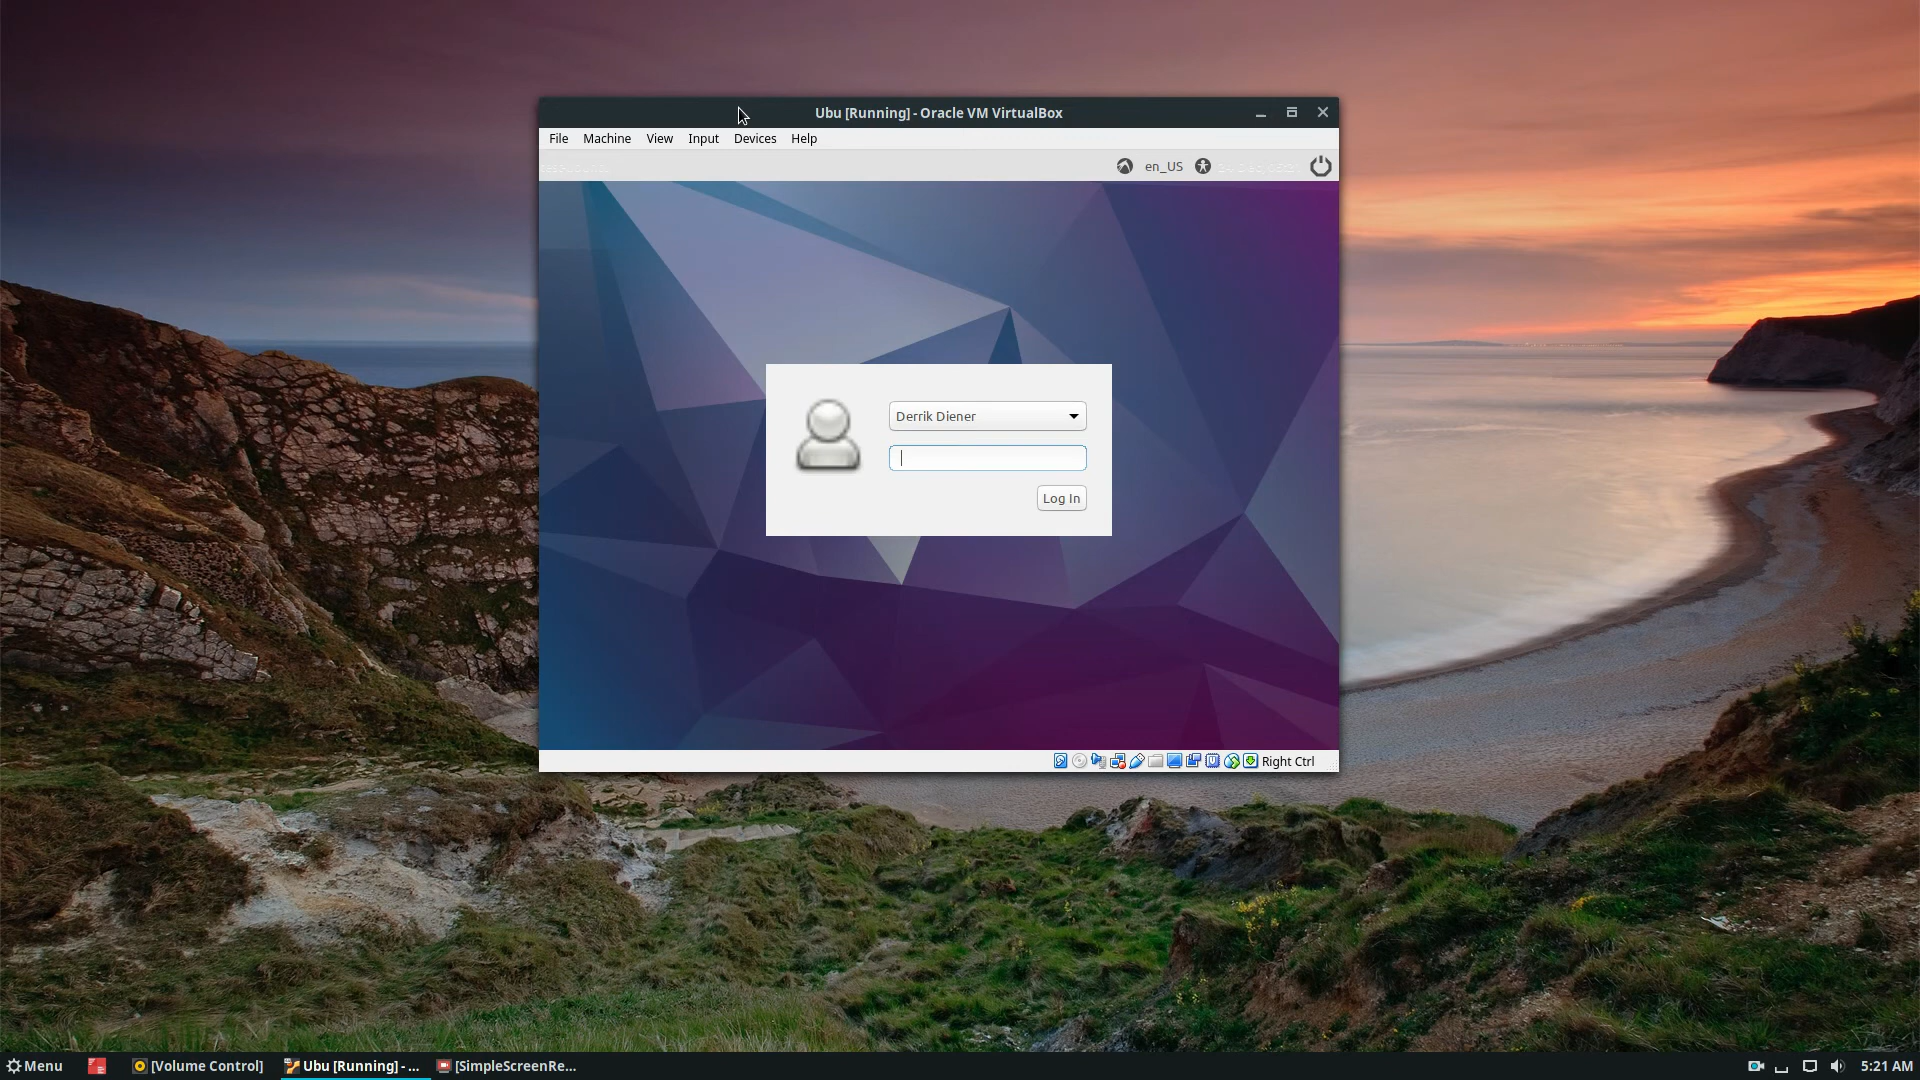 Ubu [Running] - Oracle VM VirtualBox
File Machine View Input Devices Help
en_US
Derrik Diener
Log In
Right Ctrl
Menu [Volume Control] Ubu [Running] - ... [SimpleScreenRe... 5:21 AM